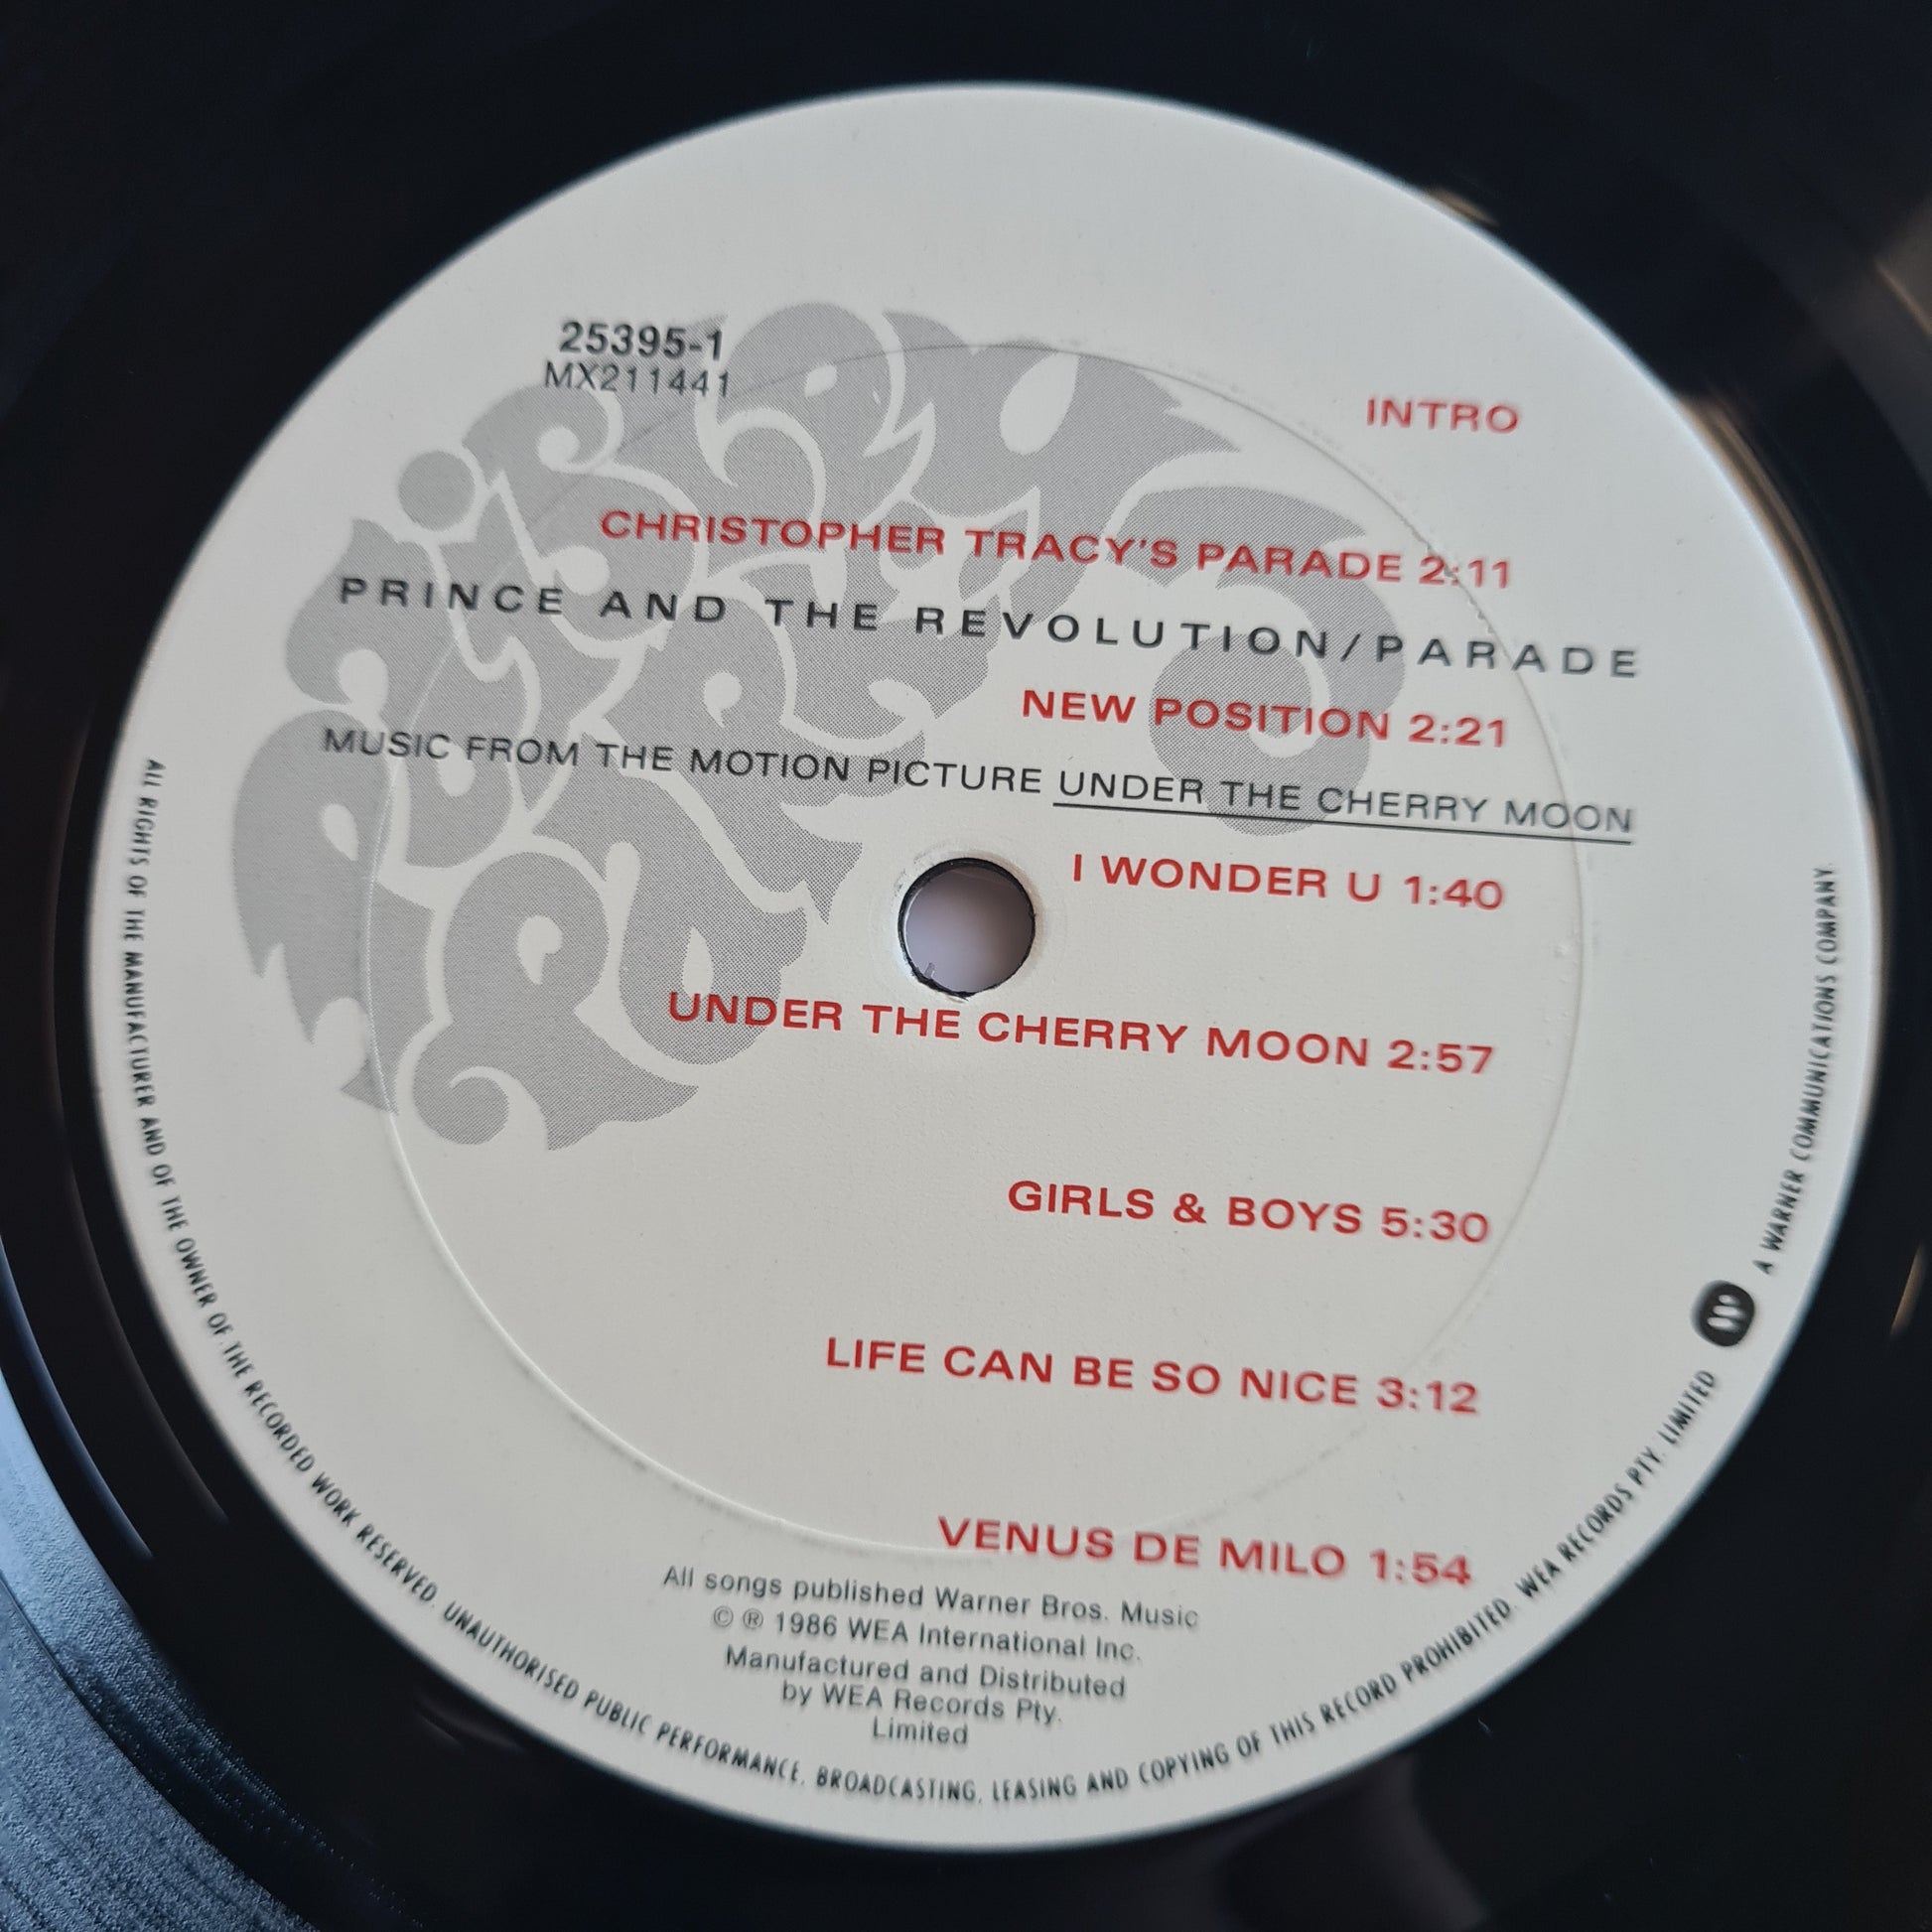 25395-1
MX211441
INTRO
CHRISTOPHER TRACY'S PARADE 2:11
PRINCE AND THE REVOLUTION/PARADE
NEW POSITION 2:21
MUSIC FROM THE MOTION PICTURE UNDER THE CHERRY MOON
I WONDER U 1:40
UNDER THE CHERRY MOON 2:57
GIRLS & BOYS 5:30
LIFE CAN BE SO NICE 3:12
VENUS DE MILO 1:54
All songs published Warner Bros. Music
© ® 1986 WEA International Inc.
Manufactured and Distributed
by WEA Records Pty.
Limited
ALL RIGHTS OF THE MANUFACTURER AND OF THE OWNER OF THE RECORDED WORK RESERVED. UNAUTHORISED PUBLIC PERFORMANCE, BROADCASTING, LEASING AND COPYING OF THIS RECORD PROHIBITED. WEA RECORDS PTY. LIMITED A WARNER COMMUNICATIONS COMPANY